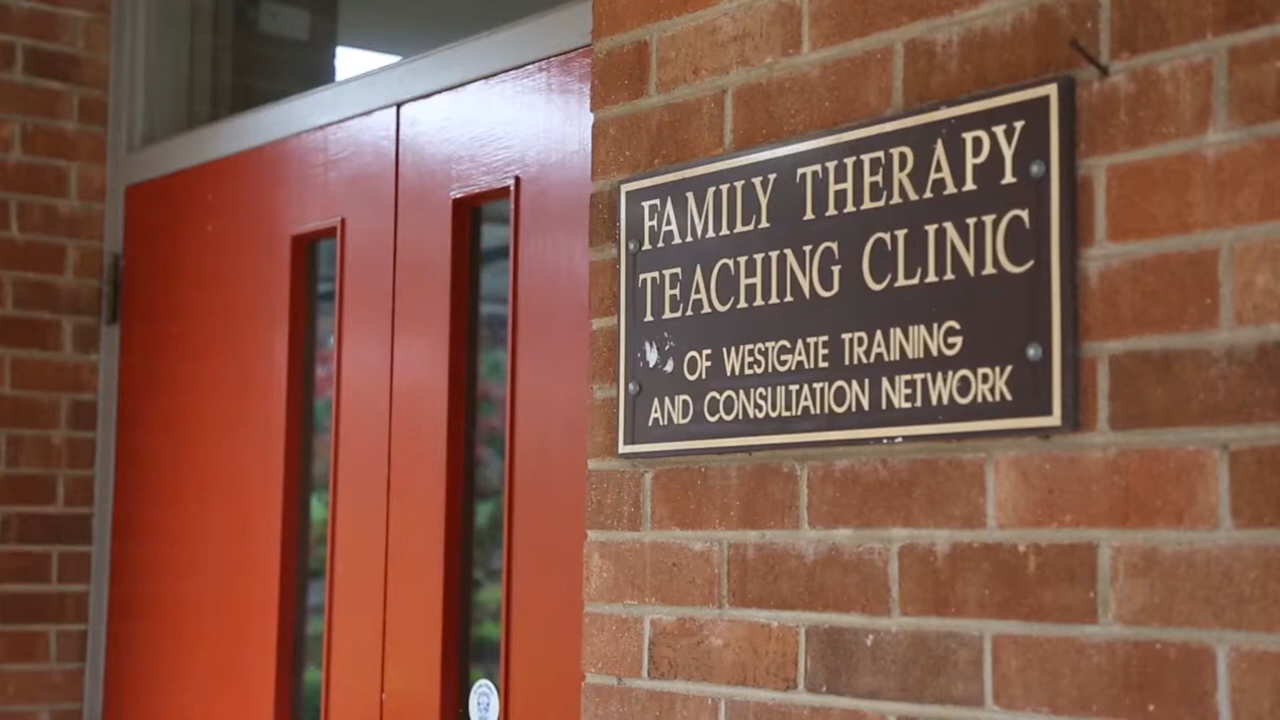 FAMILY THERAPY
TEACHING CLINIC
OF WESTGATE TRAINING
AND CONSULTATION NETWORK